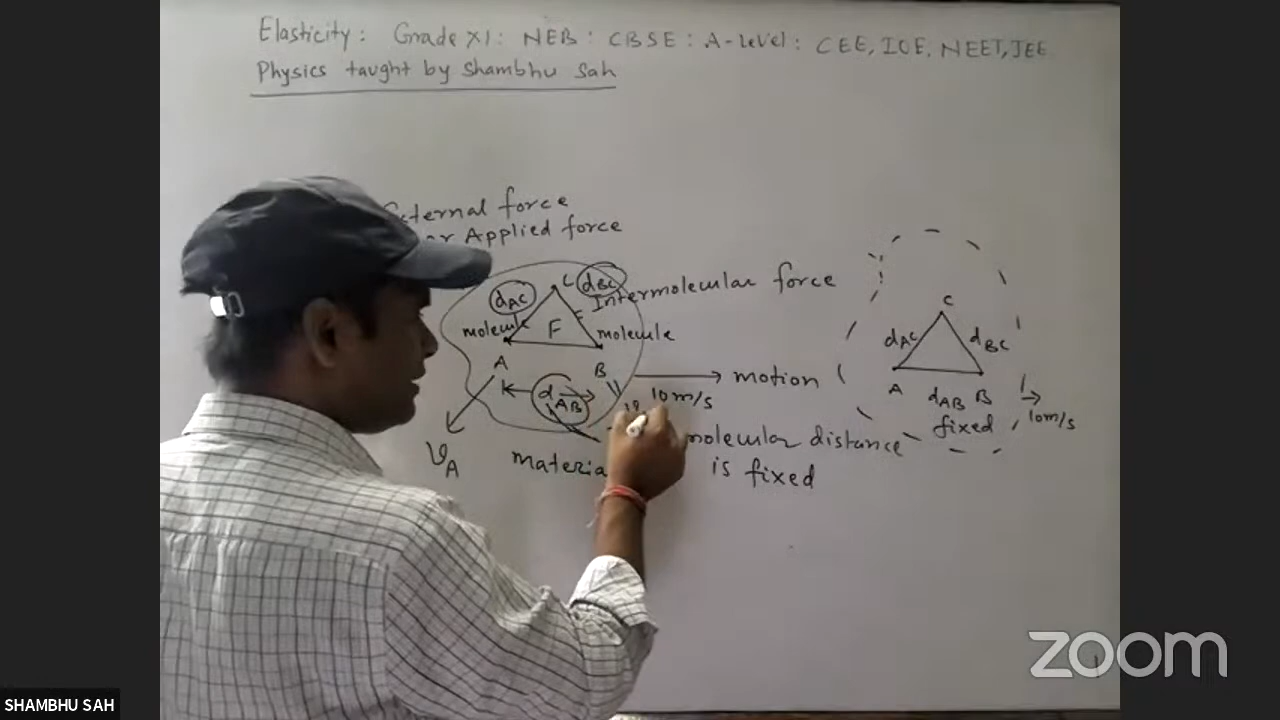 Elasticity: Grade XI: NEB: CBSE: A-Level: CEE, IOE, NEET, JEE
Physics taught by Shambhu Sah
External force
or Applied force
C
dAC
dBC
Intermolecular force
molecule
F
molecule
A
B
dAB
motion
10m/s
molecular distance
is fixed
vA
materia
C
dAC
dBC
A
B
dAB
fixed
10m/s
zoom
SHAMBHU SAH